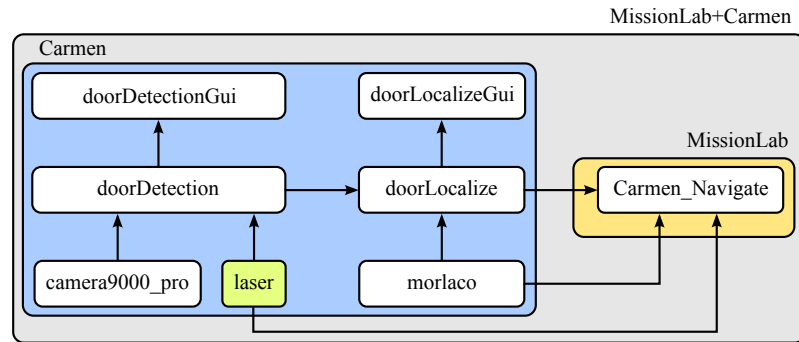 MissionLab+Carmen
Carmen
doorDetectionGui
doorLocalizeGui
MissionLab
doorDetection
doorLocalize
Carmen_Navigate
camera9000_pro
laser
morlaco